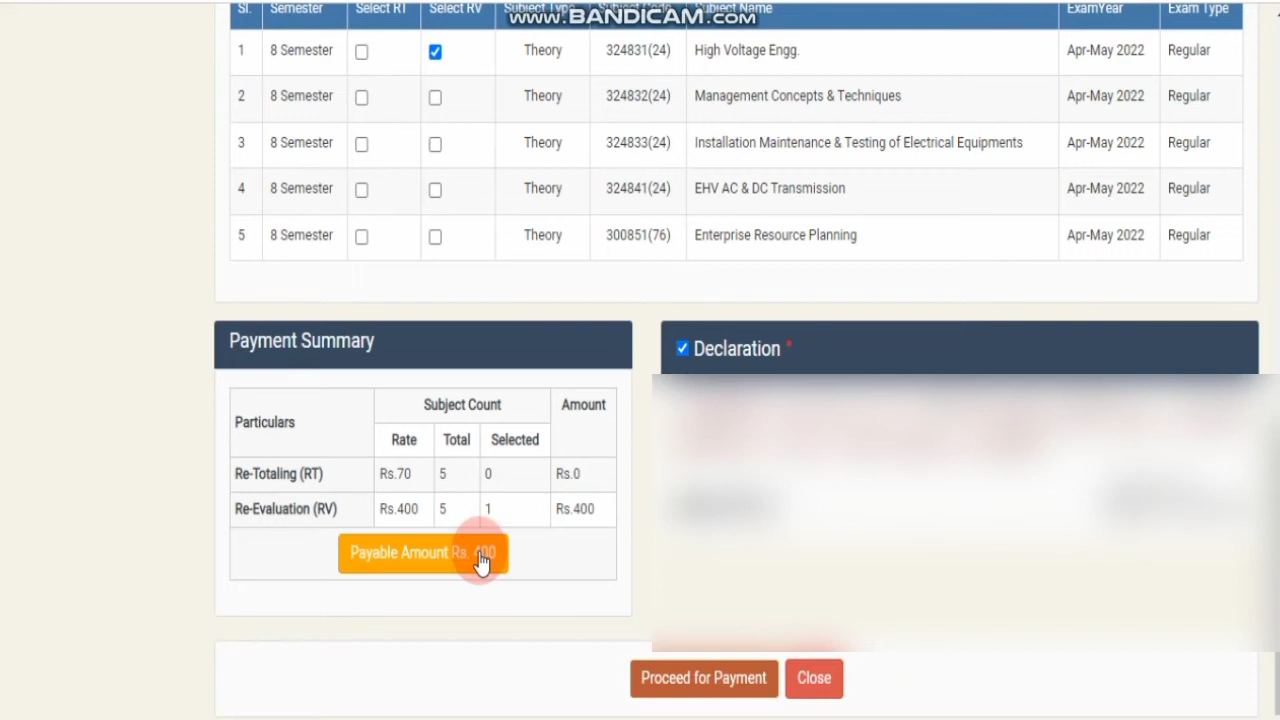 www.BANDICAM.com
Sl. Semester Select RT Select RV Subject Type Subject Code Subject Name ExamYear Exam Type
1 8 Semester Theory 324831(24) High Voltage Engg. Apr-May 2022 Regular
2 8 Semester Theory 324832(24) Management Concepts & Techniques Apr-May 2022 Regular
3 8 Semester Theory 324833(24) Installation Maintenance & Testing of Electrical Equipments Apr-May 2022 Regular
4 8 Semester Theory 324841(24) EHV AC & DC Transmission Apr-May 2022 Regular
5 8 Semester Theory 300851(76) Enterprise Resource Planning Apr-May 2022 Regular
Payment Summary
Declaration *
Particulars Subject Count Amount
Rate Total Selected
Re-Totaling (RT) Rs.70 5 0 Rs.0
Re-Evaluation (RV) Rs.400 5 1 Rs.400
Payable Amount Rs. 400
Proceed for Payment Close